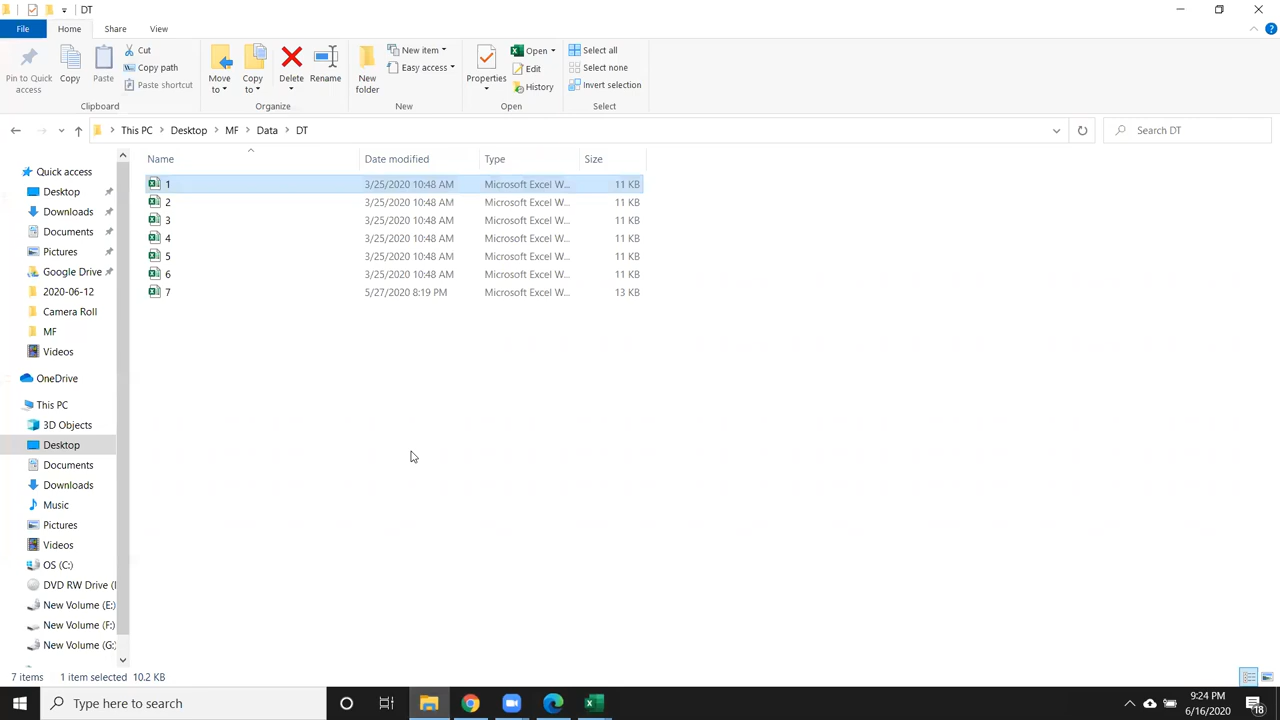 DT
File Home Share View
Pin to Quick access
Copy
Paste
Cut
Copy path
Paste shortcut
Clipboard
Move to
Copy to
Delete
Rename
Organize
New folder
New item
Easy access
New
Properties
Open
Edit
History
Open
Select all
Select none
Invert selection
Select
This PC > Desktop > MF > Data > DT
Search DT
Name Date modified Type Size
1 3/25/2020 10:48 AM Microsoft Excel W... 11 KB
2 3/25/2020 10:48 AM Microsoft Excel W... 11 KB
3 3/25/2020 10:48 AM Microsoft Excel W... 11 KB
4 3/25/2020 10:48 AM Microsoft Excel W... 11 KB
5 3/25/2020 10:48 AM Microsoft Excel W... 11 KB
6 3/25/2020 10:48 AM Microsoft Excel W... 11 KB
7 5/27/2020 8:19 PM Microsoft Excel W... 13 KB
Quick access
Desktop
Downloads
Documents
Pictures
Google Drive
2020-06-12
Camera Roll
MF
Videos
OneDrive
This PC
3D Objects
Desktop
Documents
Downloads
Music
Pictures
Videos
OS (C:)
DVD RW Drive (
New Volume (E:)
New Volume (F:)
New Volume (G:)
7 items 1 item selected 10.2 KB
Type here to search
9:24 PM
6/16/2020
18